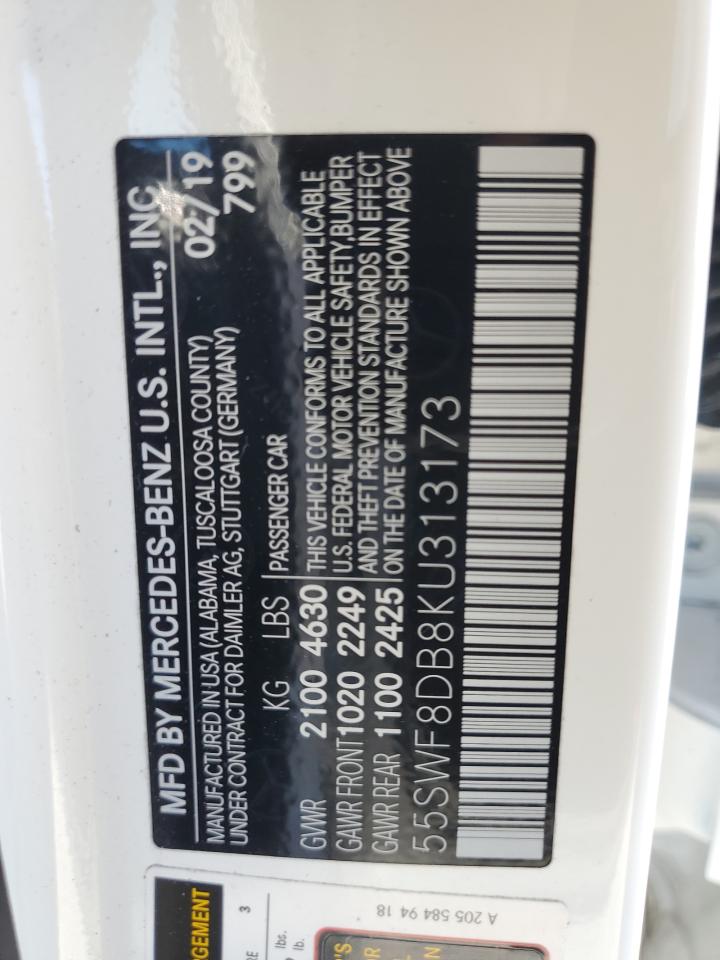 MFD BY MERCEDES-BENZ U.S. INTL., INC
MANUFACTURED IN USA (ALABAMA, TUSCALOOSA COUNTY) 02/19
UNDER CONTRACT FOR DAIMLER AG, STUTTGART (GERMANY) 799
KG LBS PASSENGER CAR
GVWR 2100 4630 THIS VEHICLE CONFORMS TO ALL APPLICABLE
GAWR FRONT 1020 2249 U.S. FEDERAL MOTOR VEHICLE SAFETY,BUMPER
GAWR REAR 1100 2425 AND THEFT PREVENTION STANDARDS IN EFFECT
ON THE DATE OF MANUFACTURE SHOWN ABOVE
55SWF8DB8KU313173
GEMENT
3
lbs.
lb.
A 205 584 94 18